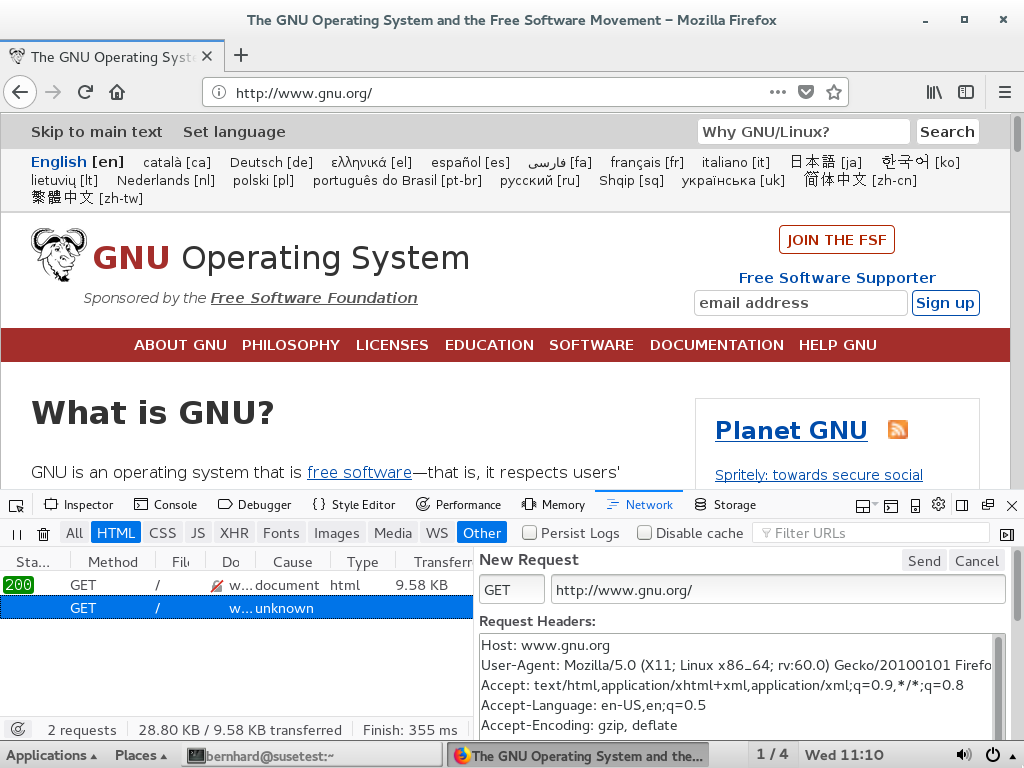 The GNU Operating System and the Free Software Movement – Mozilla Firefox
The GNU Operating Syst
http://www.gnu.org/
Skip to main text Set language Why GNU/Linux? Search
English [en] català [ca] Deutsch [de] ελληνικά [el] español [es] فارسی [fa] français [fr] italiano [it] 日本語 [ja] 한국어 [ko]
lietuvių [lt] Nederlands [nl] polski [pl] português do Brasil [pt-br] русский [ru] Shqip [sq] українська [uk] 简体中文 [zh-cn]
繁體中文 [zh-tw]
JOIN THE FSF
GNU Operating System
Free Software Supporter
Sponsored by the Free Software Foundation
email address Sign up
ABOUT GNU PHILOSOPHY LICENSES EDUCATION SOFTWARE DOCUMENTATION HELP GNU
What is GNU?
Planet GNU
GNU is an operating system that is free software—that is, it respects users'
Spritely: towards secure social
Inspector Console Debugger {} Style Editor Performance Memory Network Storage
All HTML CSS JS XHR Fonts Images Media WS Other Persist Logs Disable cache Filter URLs
Sta... Method File Do Cause Type Transferr
200 GET / w... document html 9.58 KB
GET / w... unknown
New Request Send Cancel
GET http://www.gnu.org/
Request Headers:
Host: www.gnu.org
User-Agent: Mozilla/5.0 (X11; Linux x86_64; rv:60.0) Gecko/20100101 Firefo
Accept: text/html,application/xhtml+xml,application/xml;q=0.9,*/*;q=0.8
Accept-Language: en-US,en;q=0.5
Accept-Encoding: gzip, deflate
2 requests 28.80 KB / 9.58 KB transferred Finish: 355 ms
Applications Places bernhard@susetest:~ The GNU Operating System and the... 1 / 4 Wed 11:10